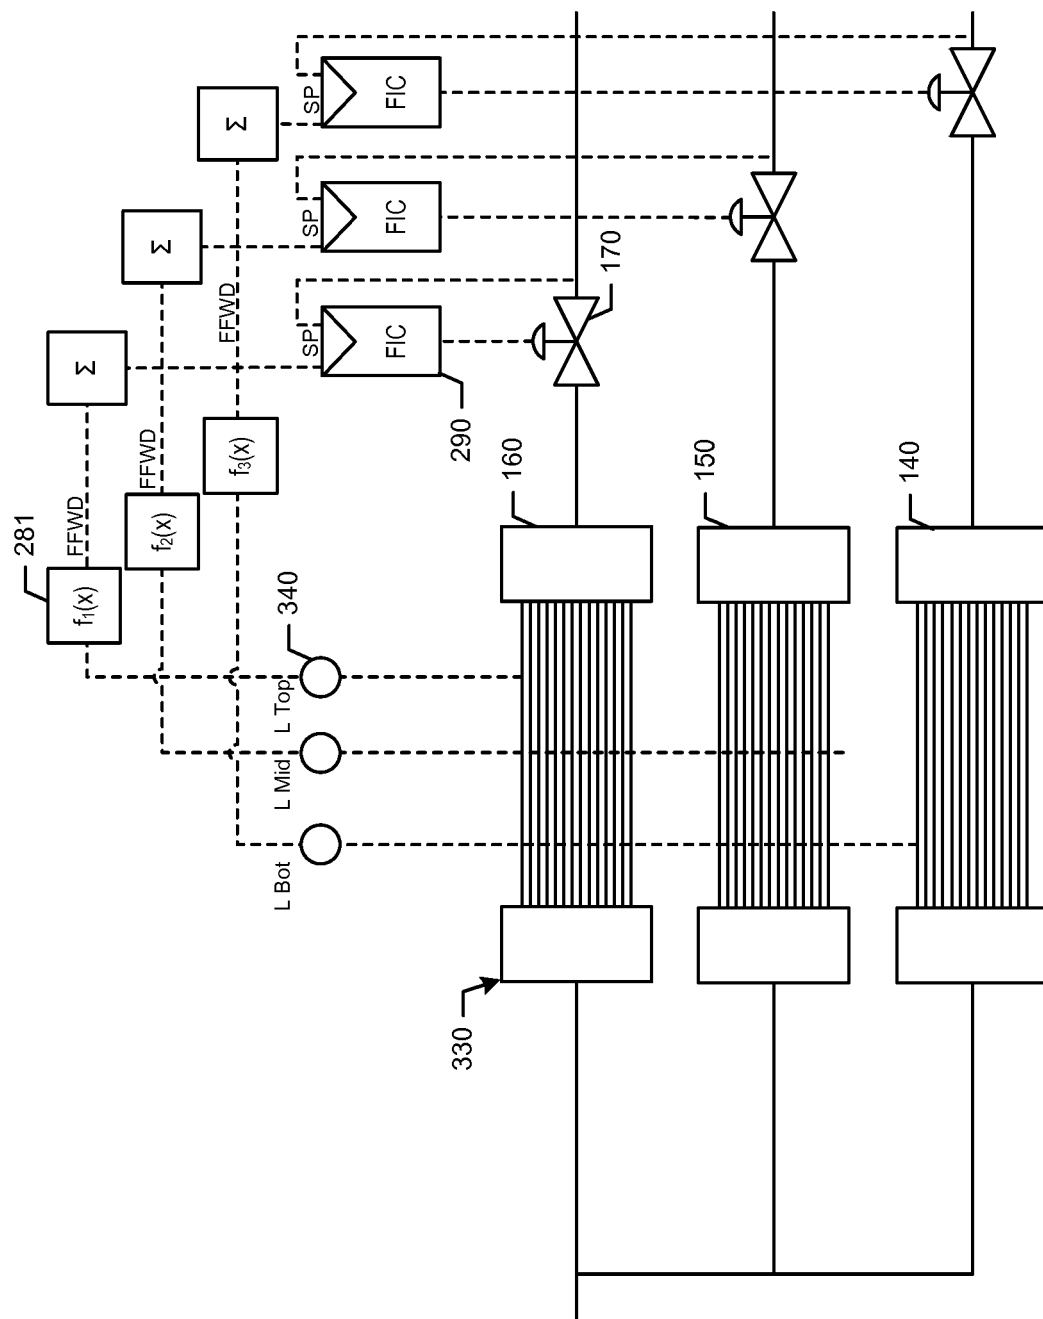 281
f1(x)
FFWD
Σ
f2(x)
FFWD
Σ
f3(x)
FFWD
Σ
L Bot
L Mid
L Top
340
SP
FIC
290
SP
FIC
SP
FIC
330
160
170
150
140